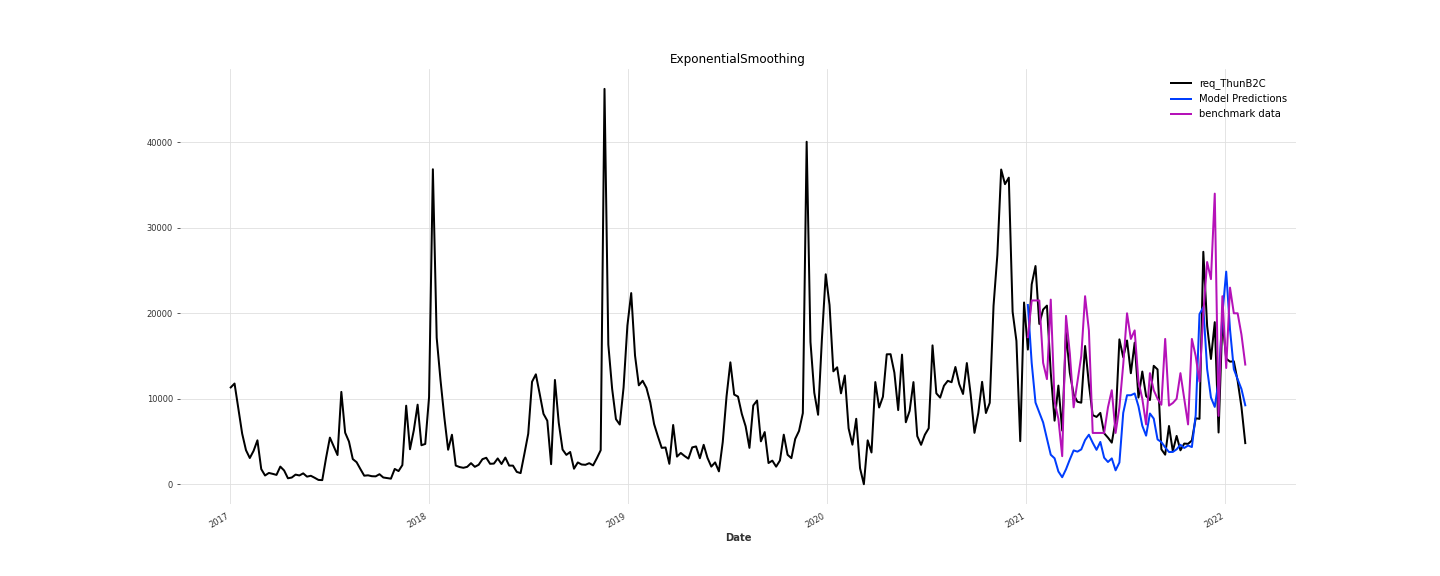 ExponentialSmoothing
req_ThunB2C
Model Predictions
benchmark data
40000
30000
20000
10000
0
2017
2018
2019
2020
2021
2022
Date